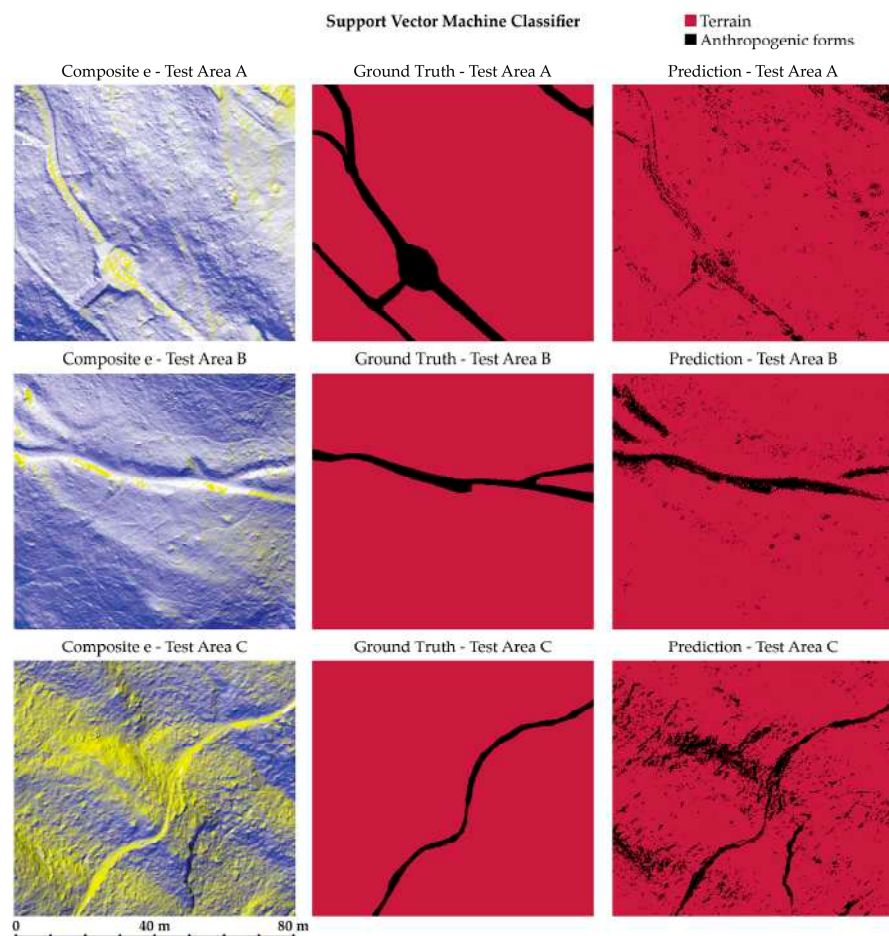 Support Vector Machine Classifier
Terrain
Anthropogenic forms
Composite e - Test Area A
Ground Truth - Test Area A
Prediction - Test Area A
Composite e - Test Area B
Ground Truth - Test Area B
Prediction - Test Area B
Composite e - Test Area C
Ground Truth - Test Area C
Prediction - Test Area C
0 40 m 80 m